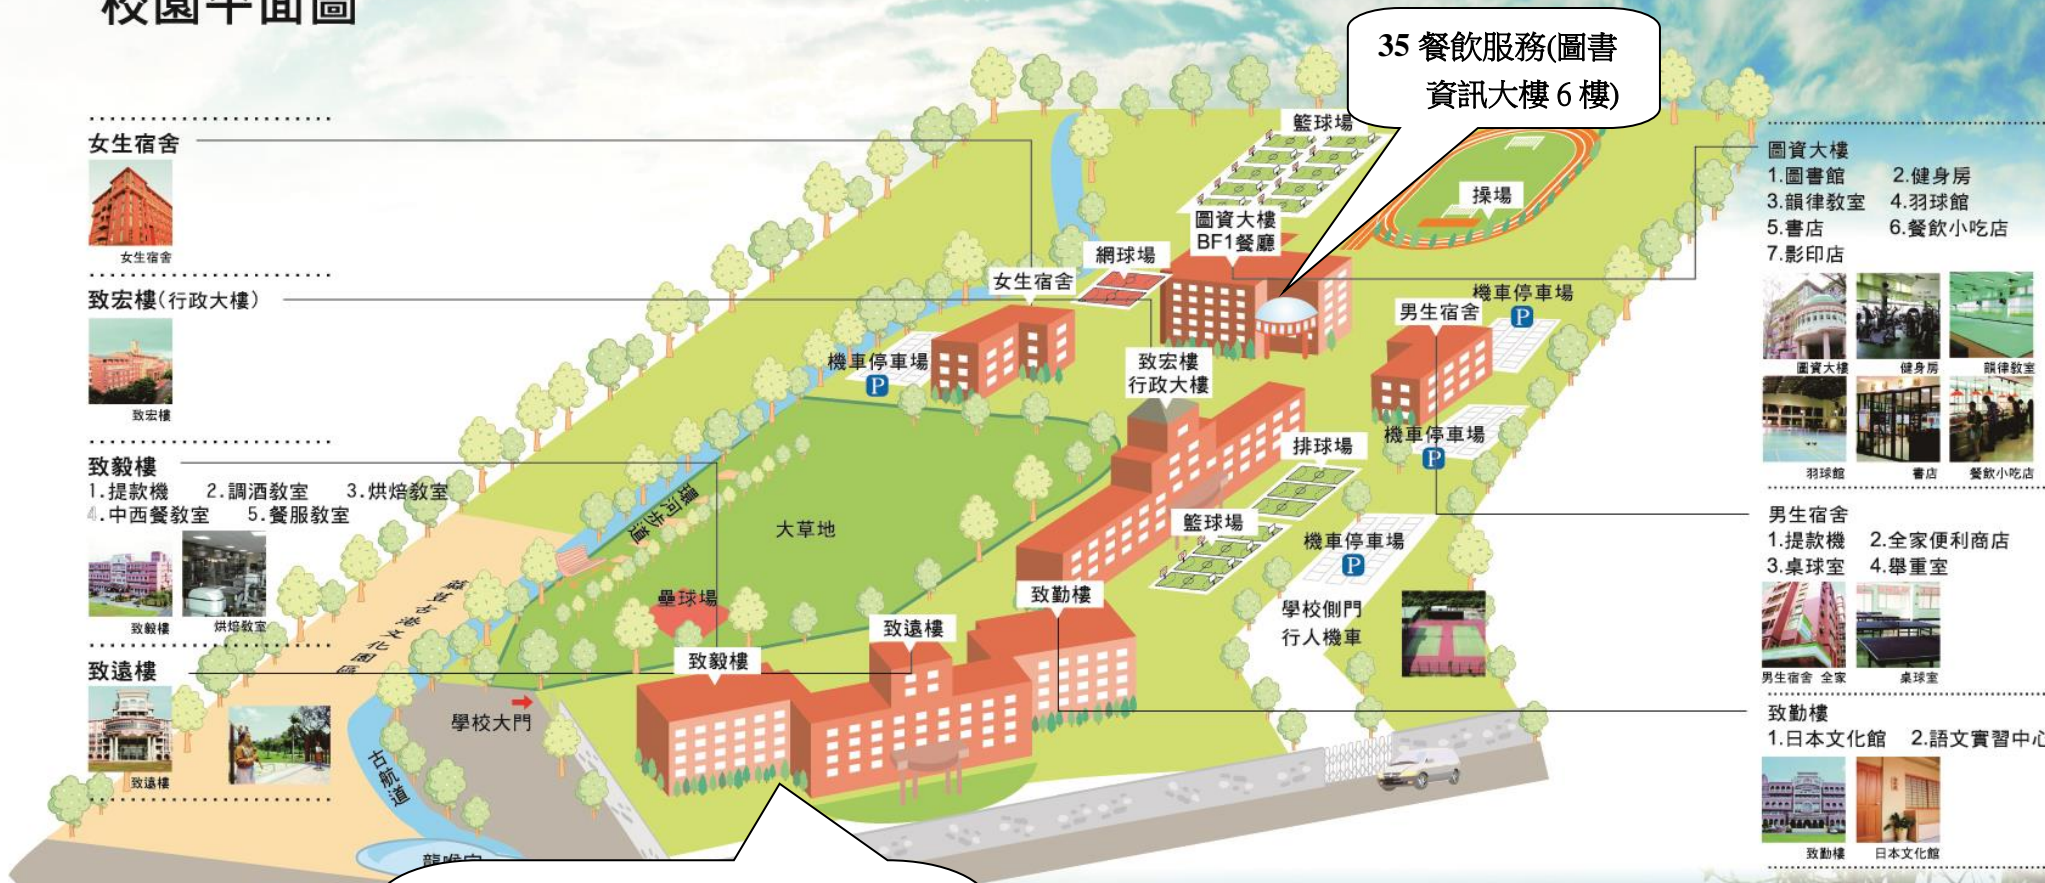 校園平面圖
女生宿舍
女生宿舍
致宏樓(行政大樓)
致宏樓
致毅樓
1.提款機 2.調酒教室 3.烘焙教室
4.中西餐教室 5.餐服教室
致毅樓 烘焙教室
致遠樓
致遠樓
35 餐飲服務(圖書
資訊大樓 6 樓)
籃球場
操場
圖資大樓
BF1餐廳
網球場
女生宿舍
機車停車場
P
男生宿舍
機車停車場
P
致宏樓
行政大樓
機車停車場
P
排球場
籃球場
機車停車場
P
學校側門
行人機車
環河步道
大草地
壘球場
致勤樓
致遠樓
致毅樓
學校大門
古航道
圖資大樓
1.圖書館 2.健身房
3.韻律教室 4.羽球館
5.書店 6.餐飲小吃店
7.影印店
圖資大樓 健身房 韻律教室
羽球館 書店 餐飲小吃店
男生宿舍
1.提款機 2.全家便利商店
3.桌球室 4.舉重室
男生宿舍 全家 桌球室
致勤樓
1.日本文化館 2.語文實習中心
致勤樓 日本文化館